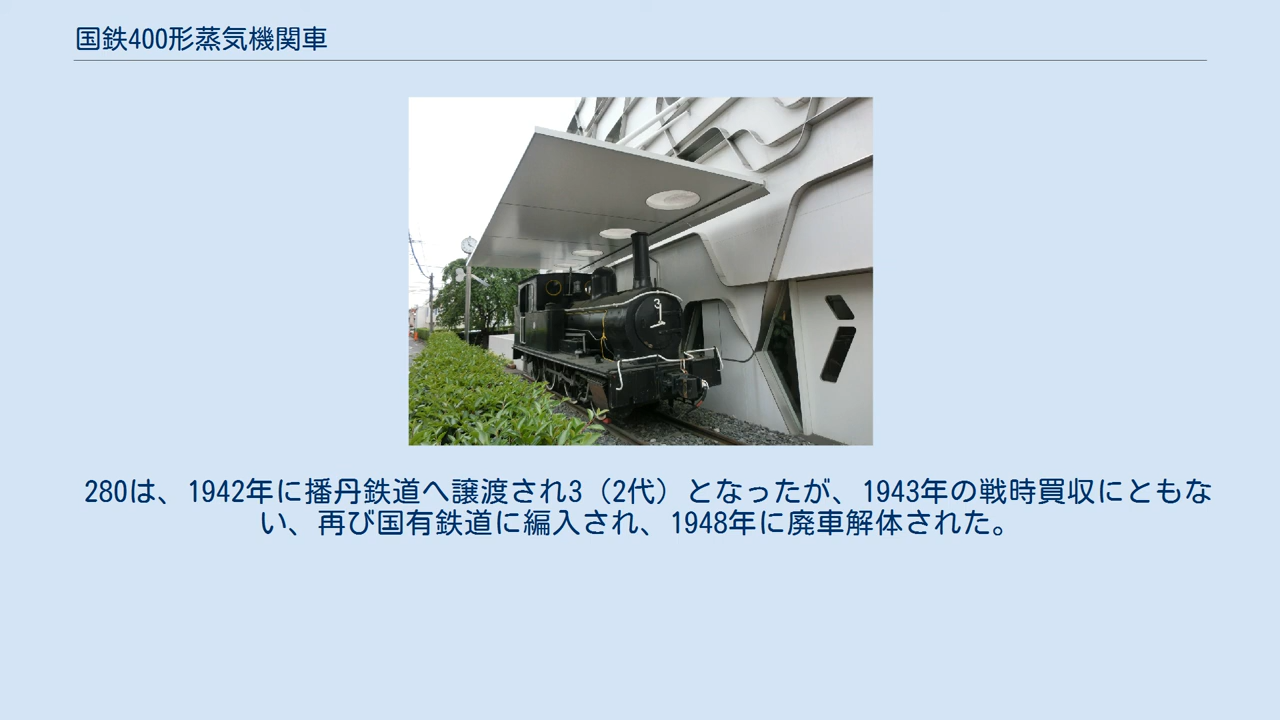 国鉄400形蒸気機関車
31
280は、1942年に播丹鉄道へ譲渡され3（2代）となったが、1943年の戦時買収にともな
い、再び国有鉄道に編入され、1948年に廃車解体された。